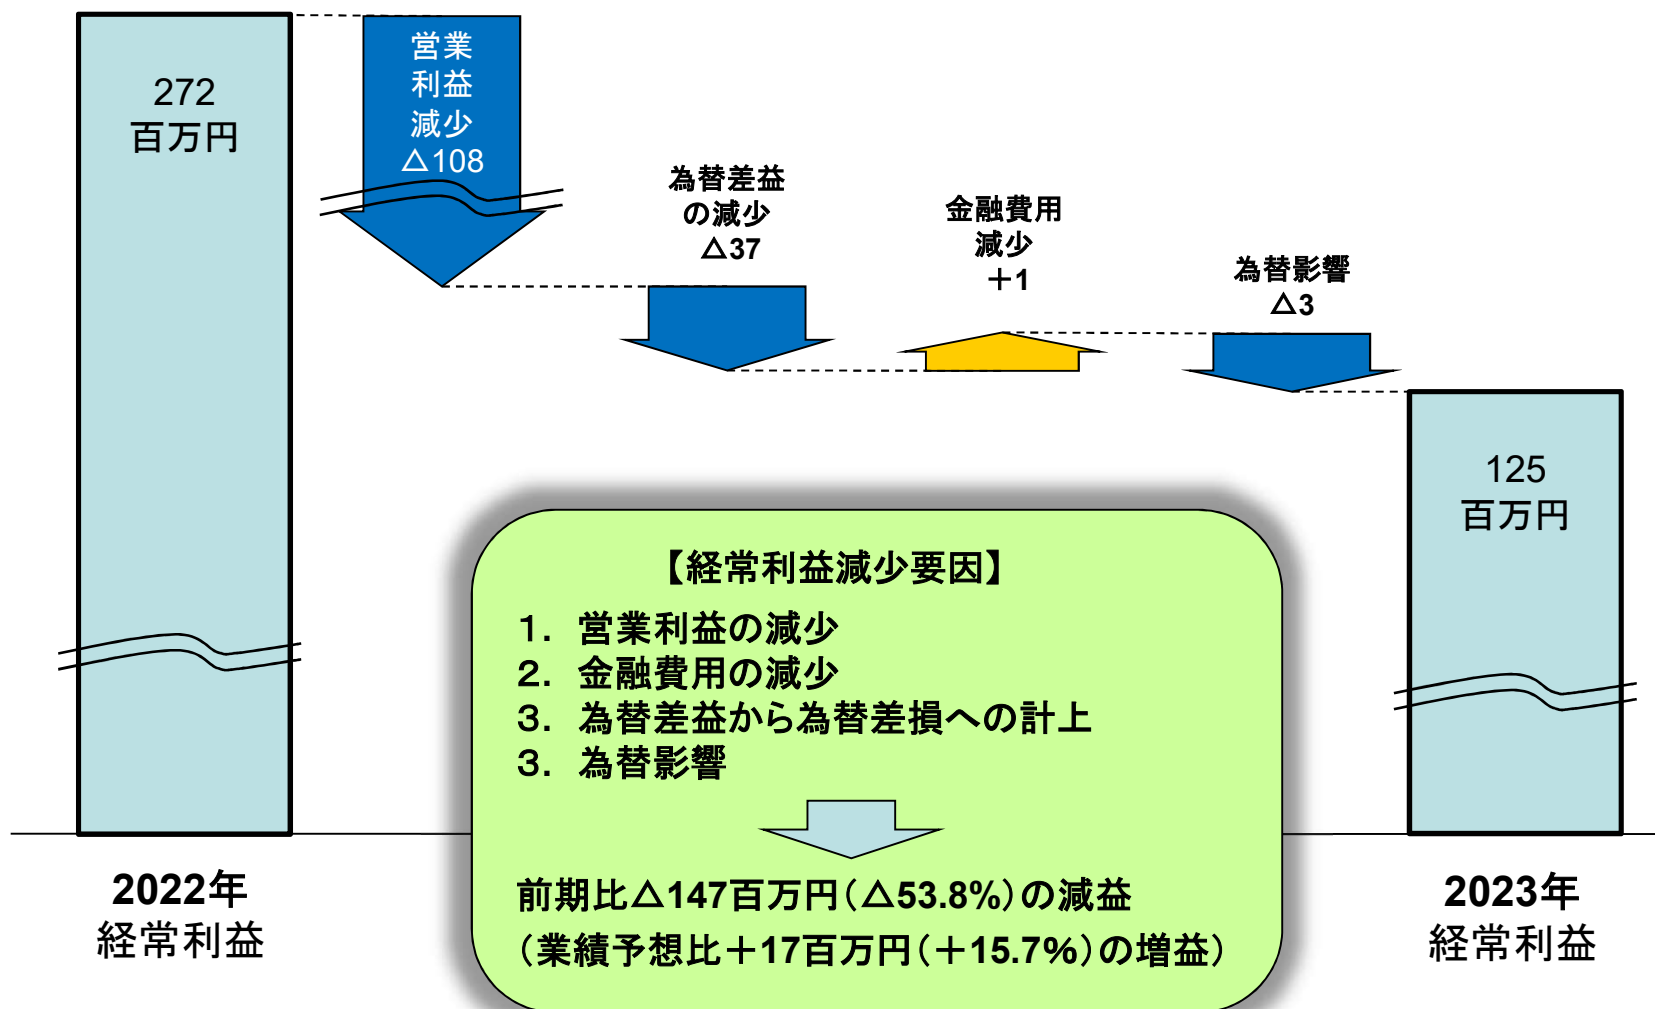 272
百万円
営業
利益
減少
△108
為替差益
の減少
△37
金融費用
減少
＋1
為替影響
△3
125
百万円
【経常利益減少要因】
１．営業利益の減少
２．金融費用の減少
３．為替差益から為替差損への計上
３．為替影響
前期比△147百万円（△53.8％）の減益
（業績予想比＋17百万円（＋15.7％）の増益）
2022年
経常利益
2023年
経常利益